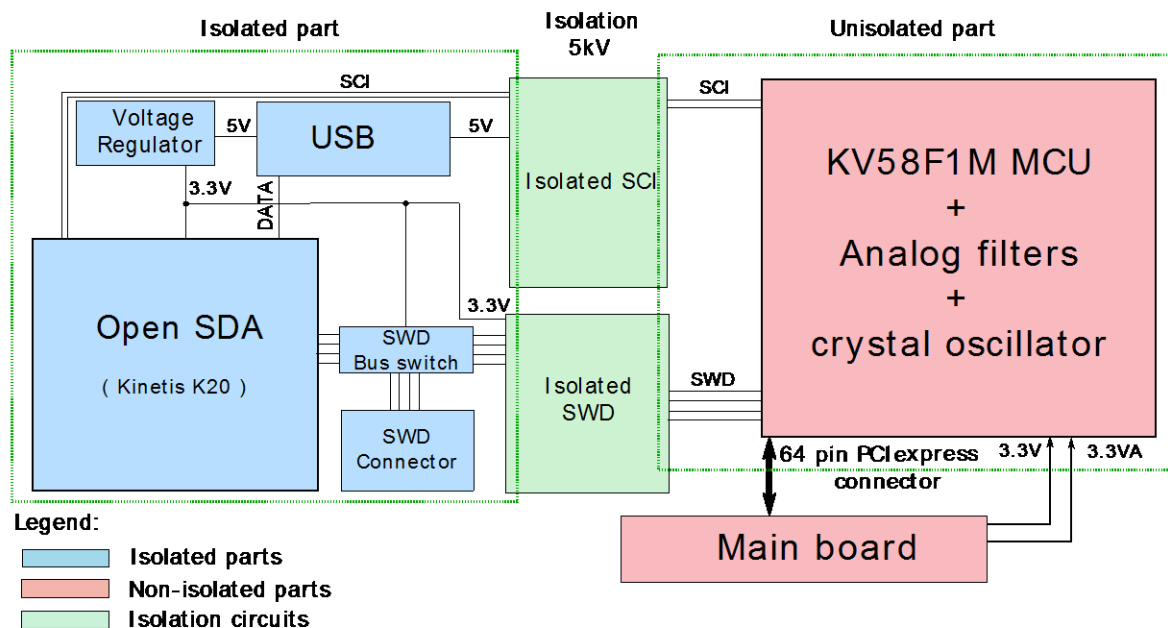 Isolated part
Isolation
5kV
Unisolated part
SCI
SCI
Voltage
Regulator
5V
USB
5V
Isolated SCI
KV58F1M MCU
+
Analog filters
+
crystal oscillator
3.3V
DATA
Open SDA
( Kinetis K20 )
3.3V
SWD
Bus switch
Isolated
SWD
SWD
SWD
Connector
64 pin PCIexpress
connector
3.3V
3.3VA
Main board
Legend:
Isolated parts
Non-isolated parts
Isolation circuits